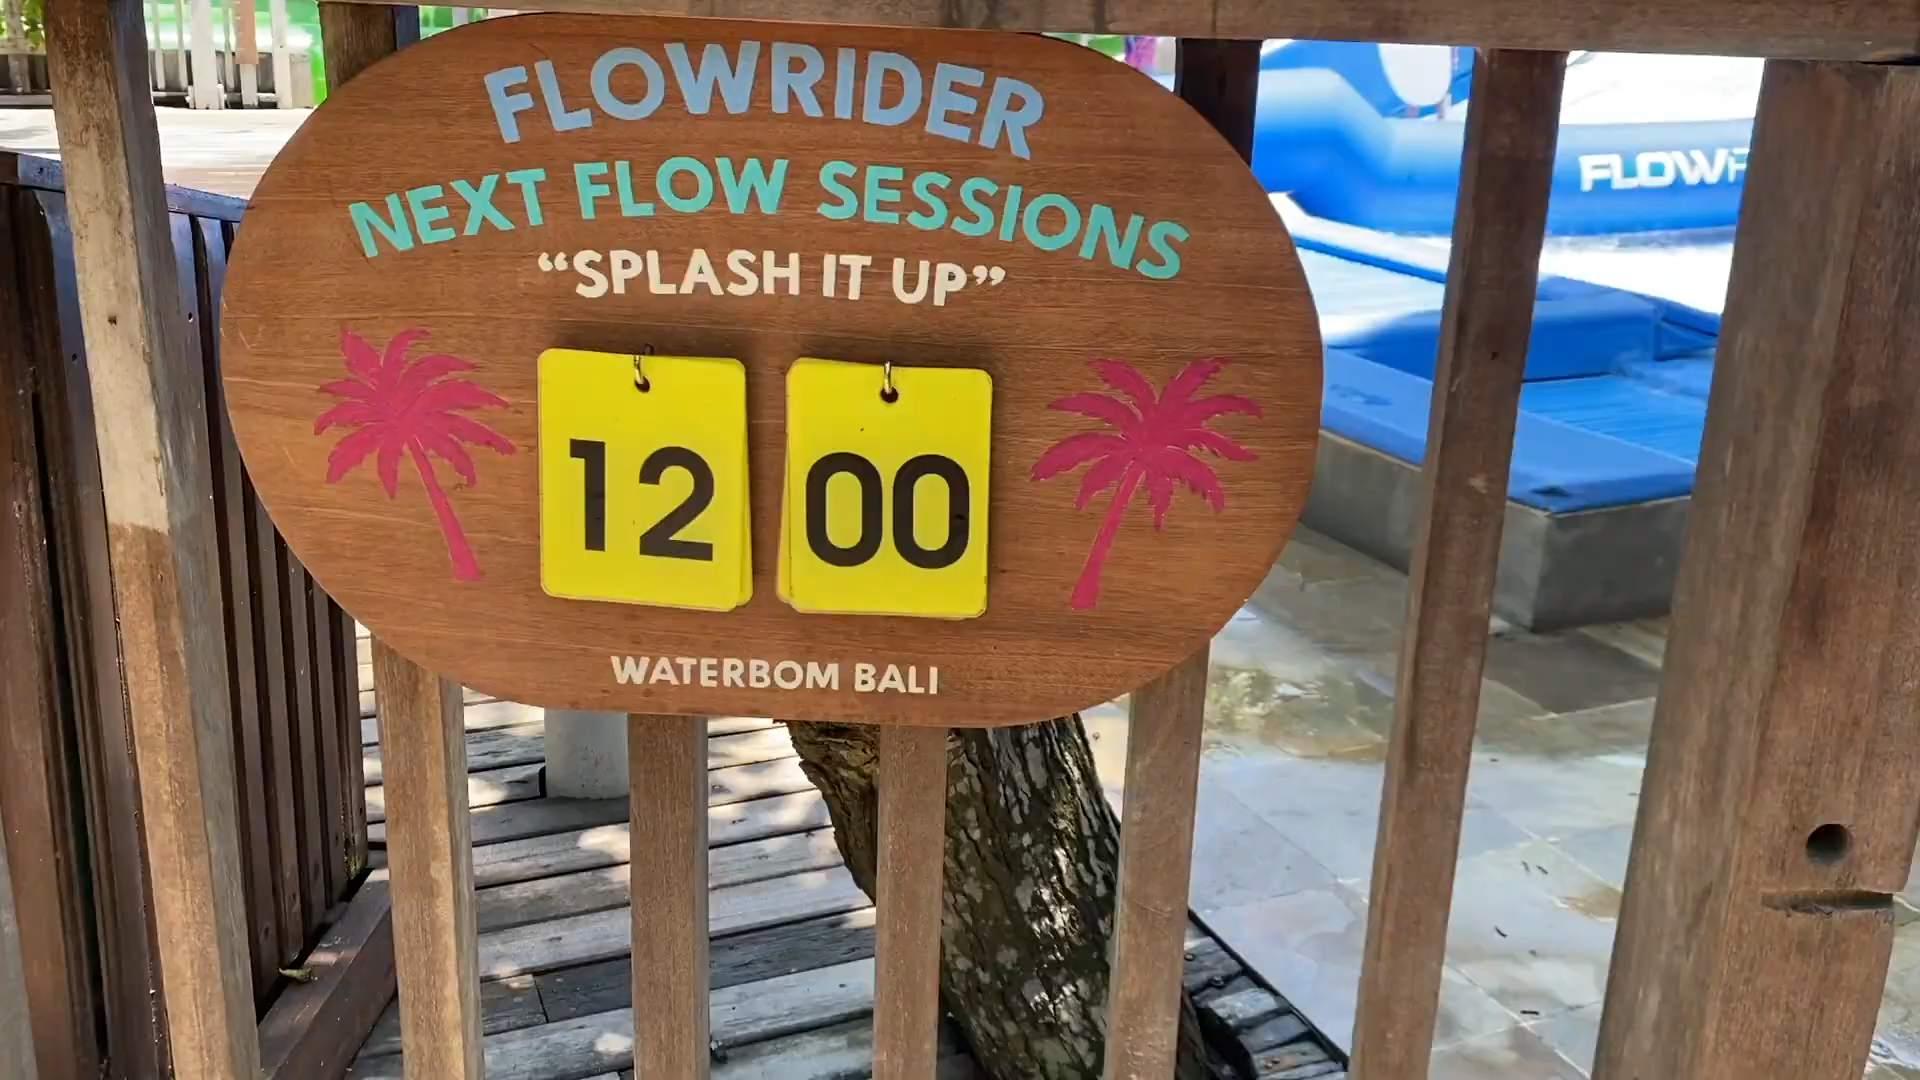 FLOWRIDER
NEXT FLOW SESSIONS
“SPLASH IT UP”
12 00
WATERBOM BALI